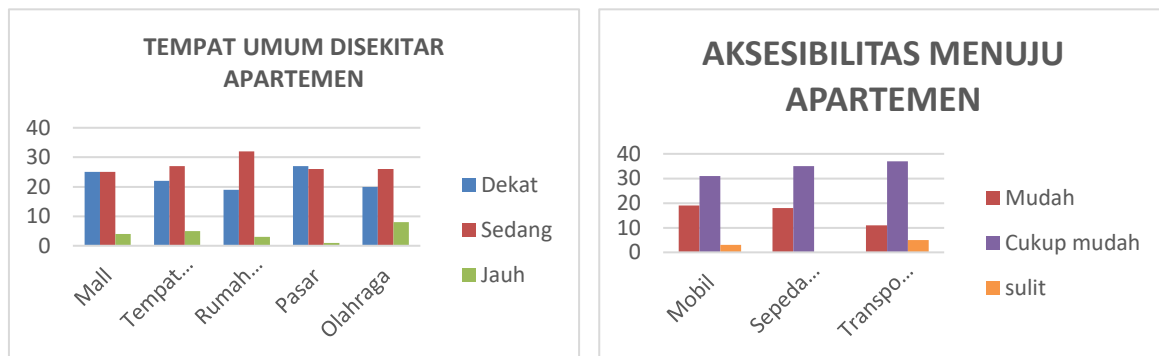 TEMPAT UMUM DISEKITAR
APARTEMEN
40
30
20
10
0
Mall
Tempat...
Rumah...
Pasar
Olahraga
Dekat
Sedang
Jauh
AKSESIBILITAS MENUJU
APARTEMEN
40
30
20
10
0
Mobil
Sepeda...
Transpo...
Mudah
Cukup mudah
sulit